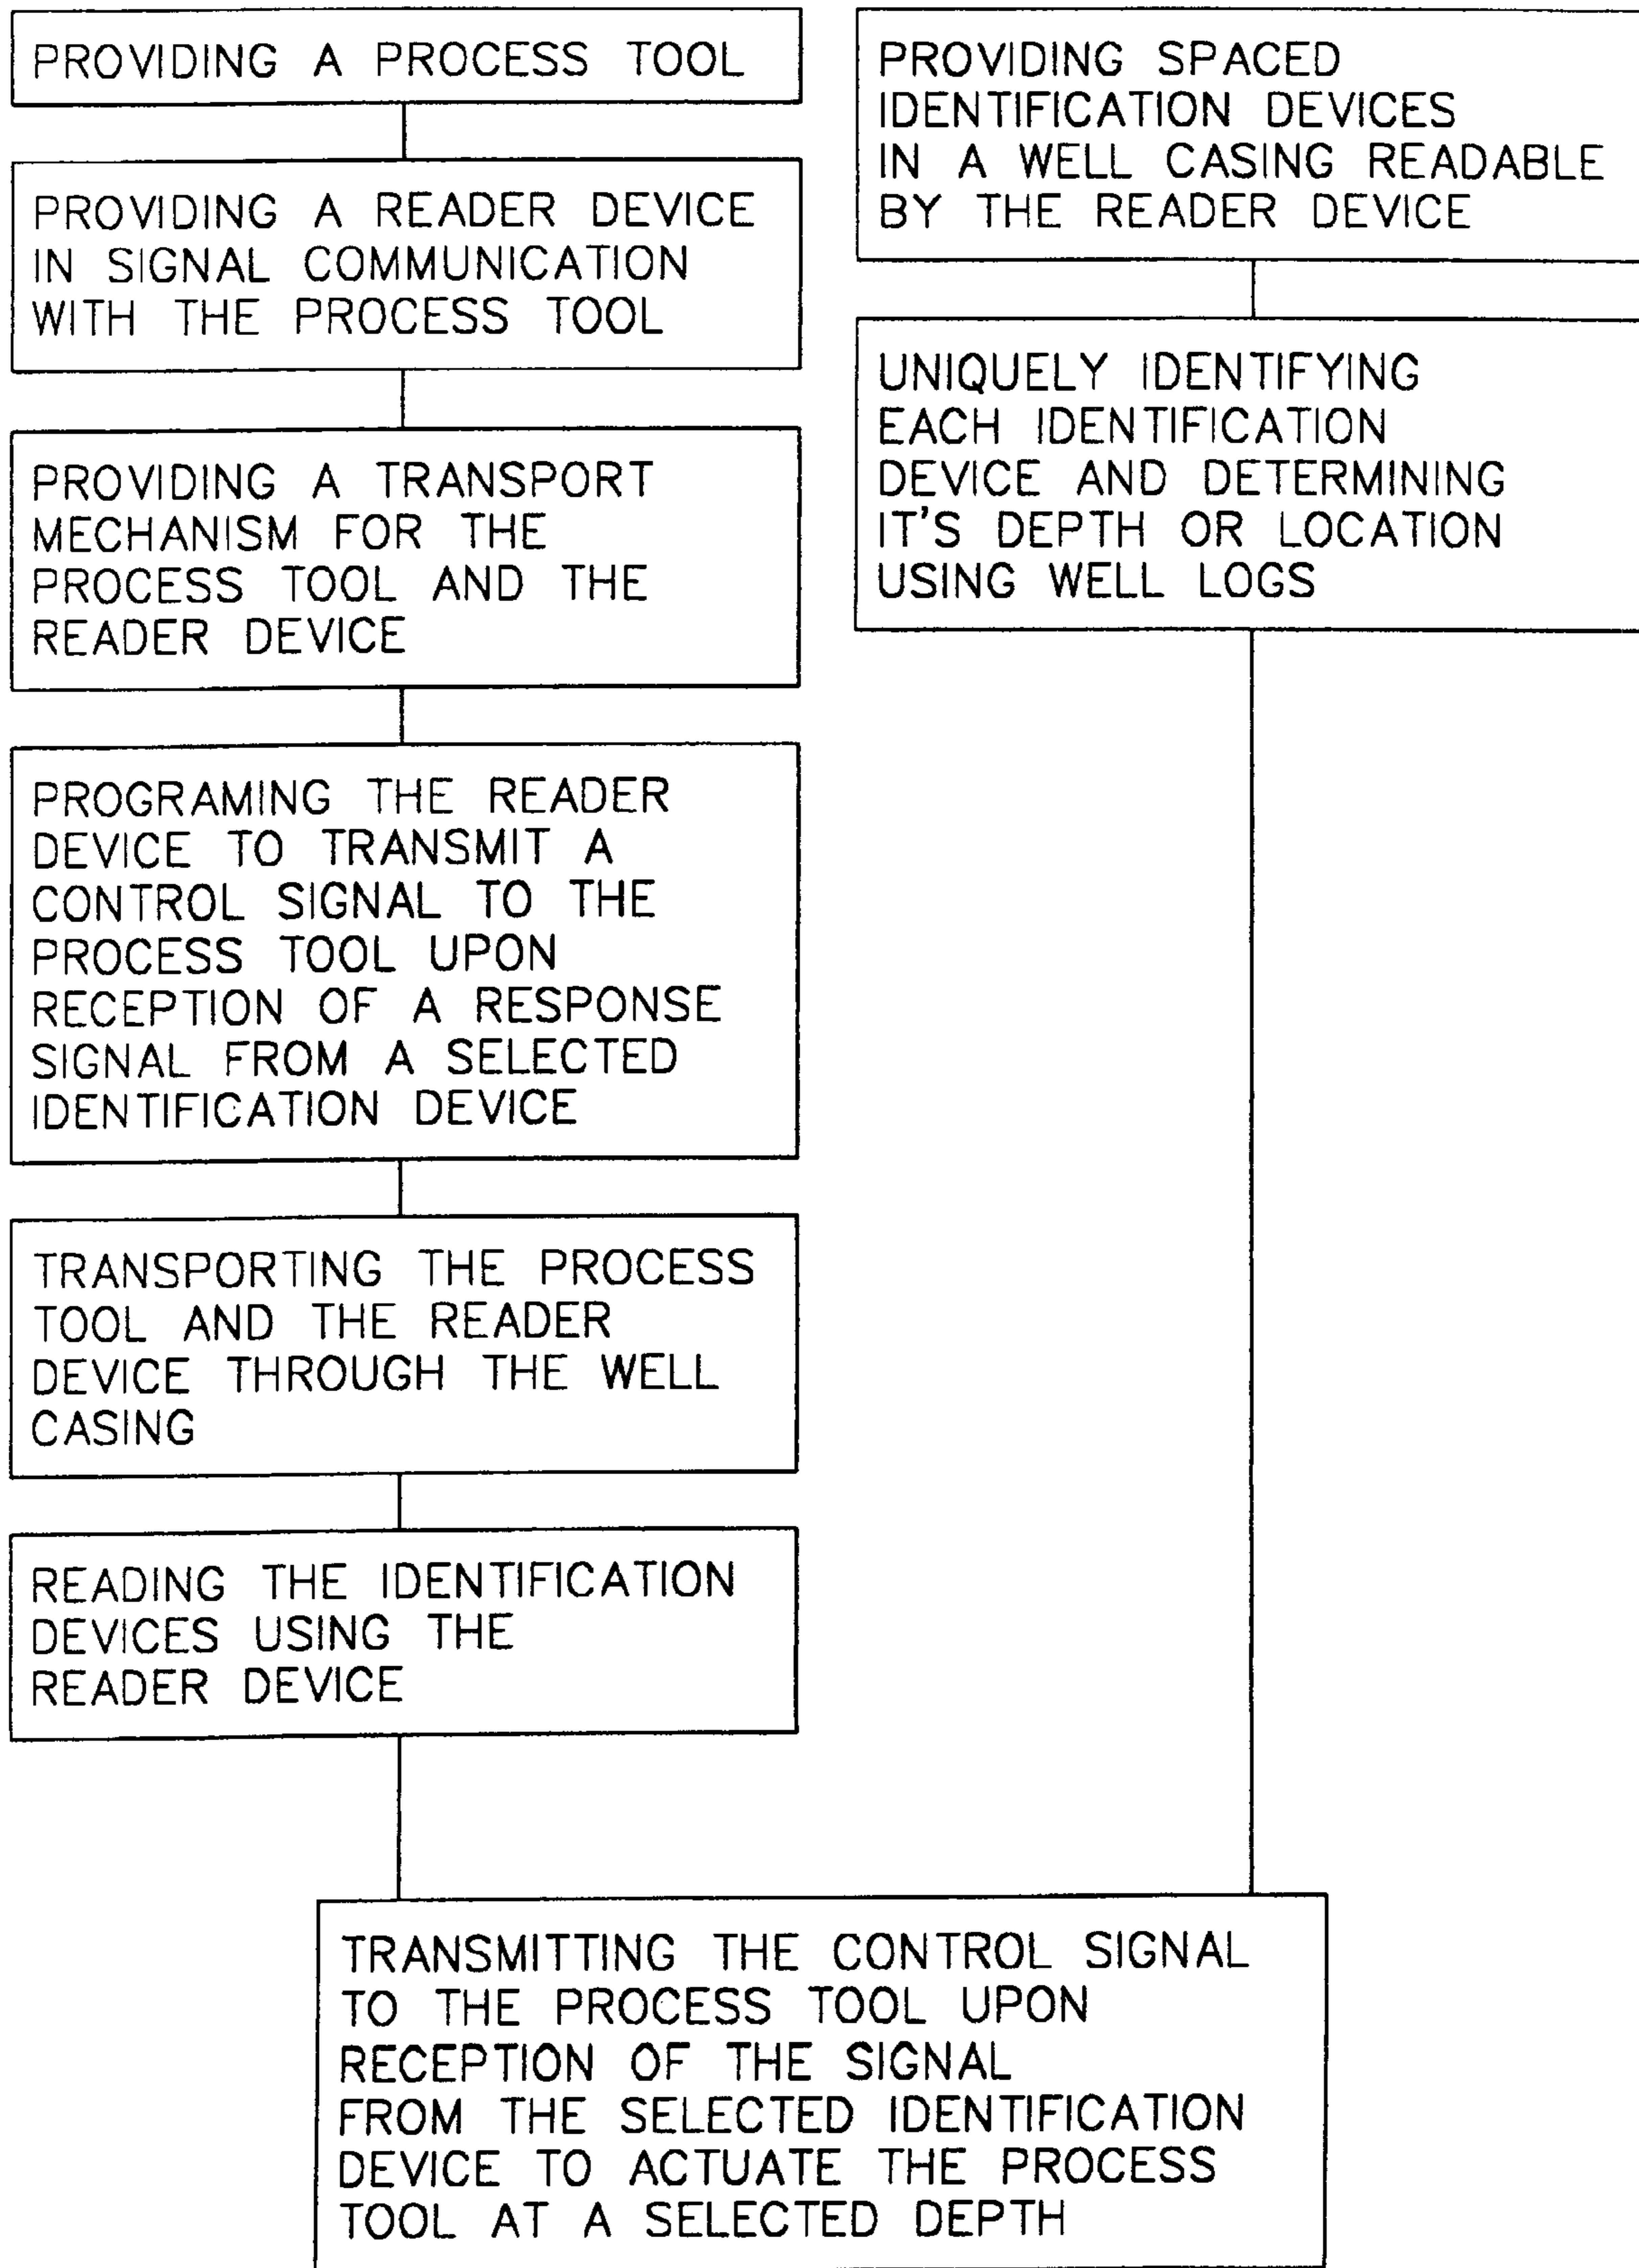 PROVIDING A PROCESS TOOL
PROVIDING A READER DEVICE
IN SIGNAL COMMUNICATION
WITH THE PROCESS TOOL
PROVIDING A TRANSPORT
MECHANISM FOR THE
PROCESS TOOL AND THE
READER DEVICE
PROGRAMING THE READER
DEVICE TO TRANSMIT A
CONTROL SIGNAL TO THE
PROCESS TOOL UPON
RECEPTION OF A RESPONSE
SIGNAL FROM A SELECTED
IDENTIFICATION DEVICE
TRANSPORTING THE PROCESS
TOOL AND THE READER
DEVICE THROUGH THE WELL
CASING
READING THE IDENTIFICATION
DEVICES USING THE
READER DEVICE
PROVIDING SPACED
IDENTIFICATION DEVICES
IN A WELL CASING READABLE
BY THE READER DEVICE
UNIQUELY IDENTIFYING
EACH IDENTIFICATION
DEVICE AND DETERMINING
IT'S DEPTH OR LOCATION
USING WELL LOGS
TRANSMITTING THE CONTROL SIGNAL
TO THE PROCESS TOOL UPON
RECEPTION OF THE SIGNAL
FROM THE SELECTED IDENTIFICATION
DEVICE TO ACTUATE THE PROCESS
TOOL AT A SELECTED DEPTH